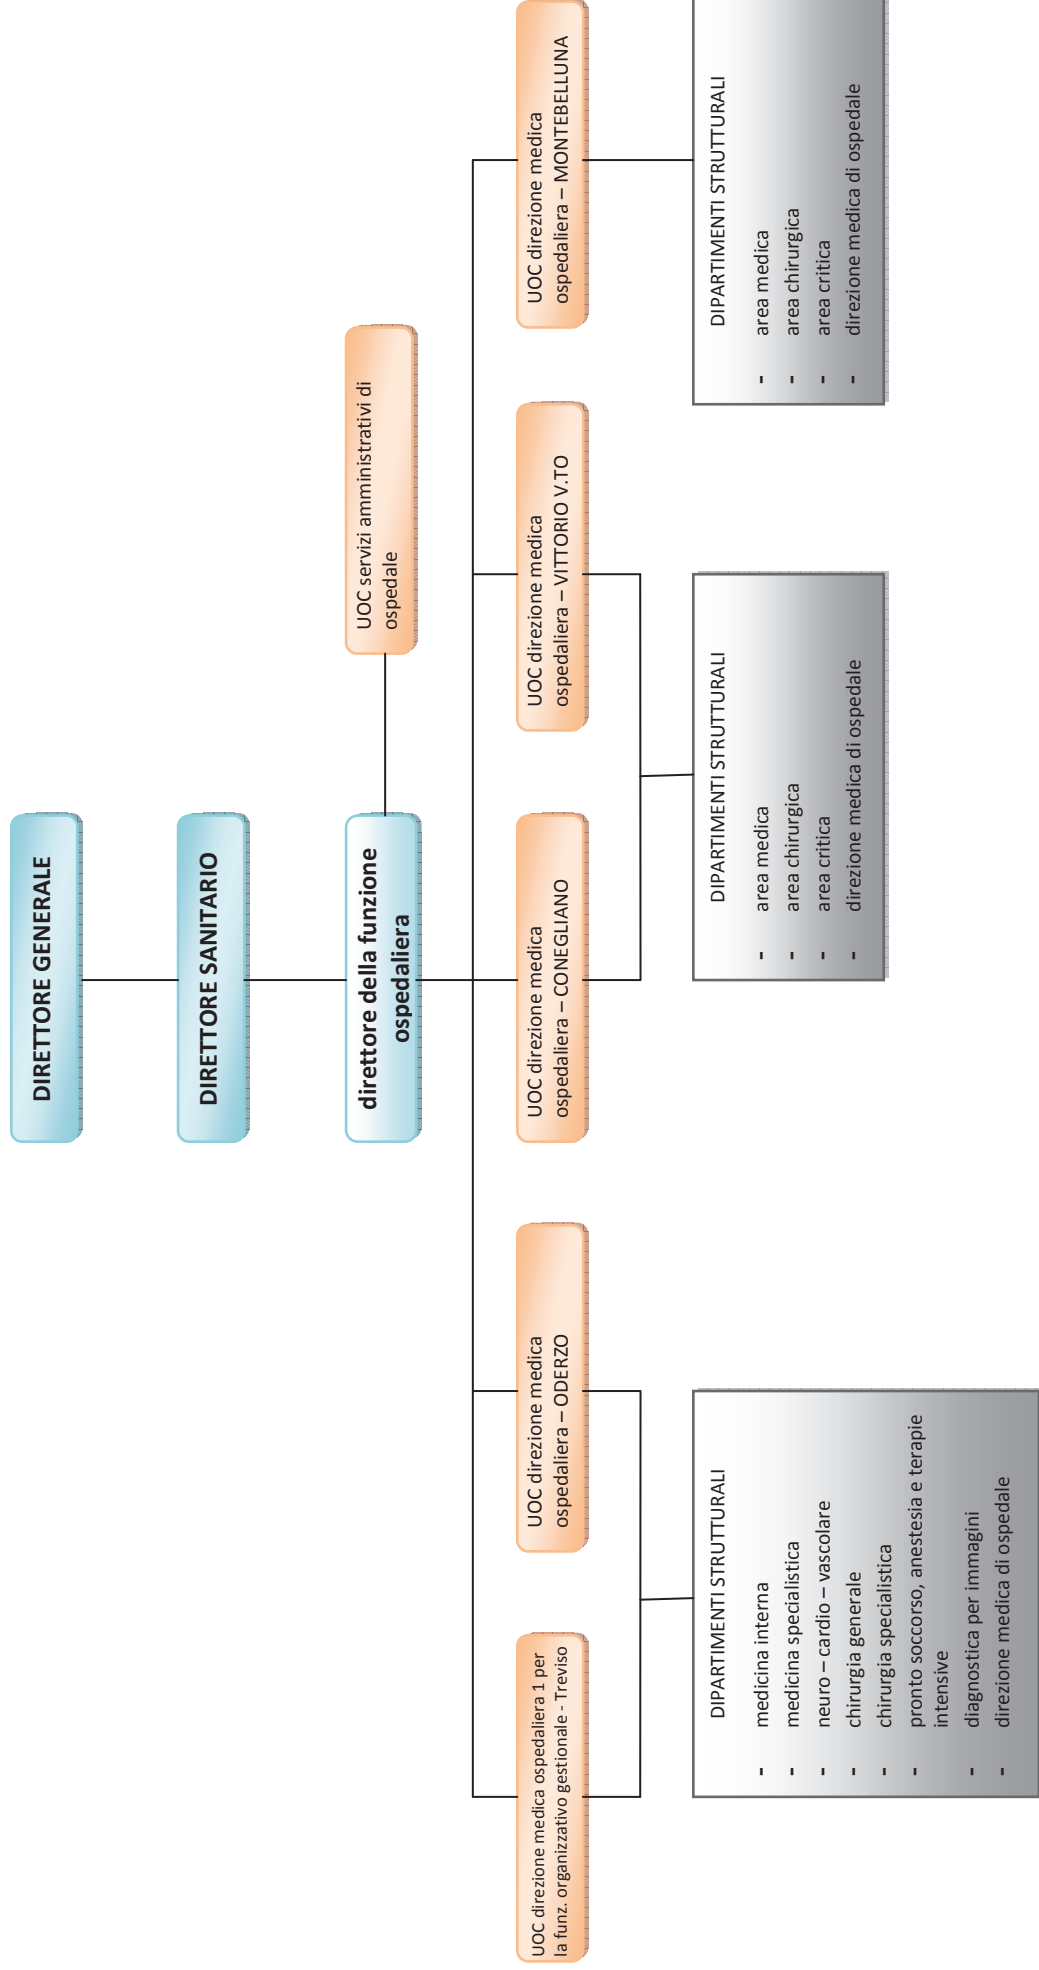 DIRETTORE GENERALE
DIRETTORE SANITARIO
direttore della funzione
ospedaliera
UOC servizi amministrativi di
ospedale
UOC direzione medica ospedaliera 1 per
la funz. organizzativo gestionale - Treviso
UOC direzione medica
ospedaliera – ODERZO
UOC direzione medica
ospedaliera – CONEGLIANO
UOC direzione medica
ospedaliera – VITTORIO V.TO
UOC direzione medica
ospedaliera – MONTEBELLUNA
DIPARTIMENTI STRUTTURALI
- medicina interna
- medicina specialistica
- neuro – cardio – vascolare
- chirurgia generale
- chirurgia specialistica
- pronto soccorso, anestesia e terapie
intensive
- diagnostica per immagini
- direzione medica di ospedale
DIPARTIMENTI STRUTTURALI
- area medica
- area chirurgica
- area critica
- direzione medica di ospedale
DIPARTIMENTI STRUTTURALI
- area medica
- area chirurgica
- area critica
- direzione medica di ospedale